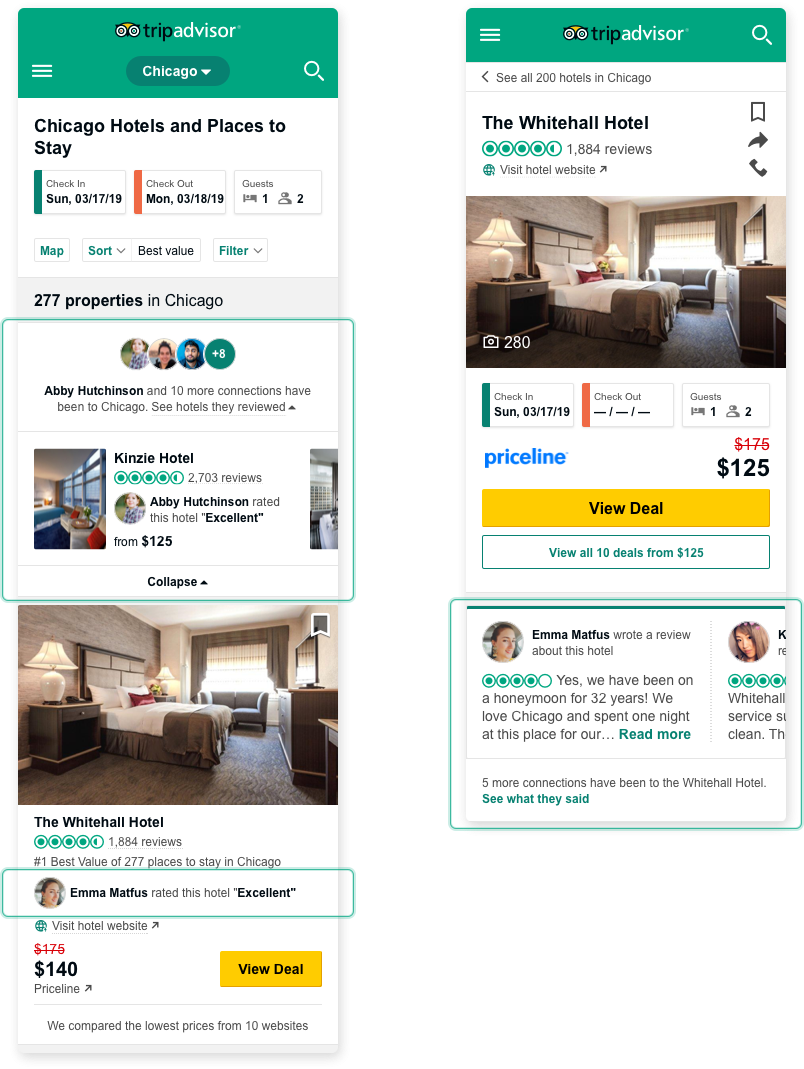 tripadvisor®
Chicago
Chicago Hotels and Places to
Stay
Check In
Sun, 03/17/19
Check Out
Mon, 03/18/19
Guests
1 2
Map
Sort
Best value
Filter
277 properties in Chicago
+8
Abby Hutchinson and 10 more connections have
been to Chicago. See hotels they reviewed
Kinzie Hotel
2,703 reviews
Abby Hutchinson rated
this hotel "Excellent"
from $125
Collapse
The Whitehall Hotel
1,884 reviews
#1 Best Value of 277 places to stay in Chicago
Emma Matfus rated this hotel "Excellent"
Visit hotel website
$175
$140
Priceline
View Deal
We compared the lowest prices from 10 websites
tripadvisor®
See all 200 hotels in Chicago
The Whitehall Hotel
1,884 reviews
Visit hotel website
280
Check In
Sun, 03/17/19
Check Out
— / — / —
Guests
1 2
priceline
$175
$125
View Deal
View all 10 deals from $125
Emma Matfus wrote a review
about this hotel
Yes, we have been on
a honeymoon for 32 years! We
love Chicago and spent one night
at this place for our… Read more
K
re
Whitehall
service su
clean. Th
5 more connections have been to the Whitehall Hotel.
See what they said